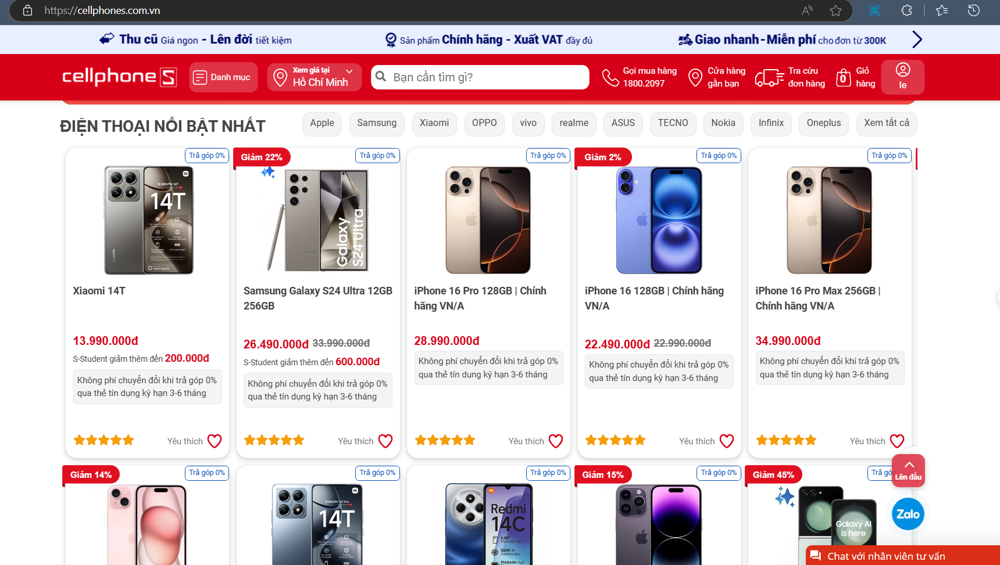 https://cellphones.com.vn
Thu cũ Giá ngon - Lên đời tiết kiệm
Sản phẩm Chính hãng - Xuất VAT đầy đủ
Giao nhanh - Miễn phí cho đơn từ 300K
cellphoneS
Danh mục
Xem giá tại
Hồ Chí Minh
Bạn cần tìm gì?
Gọi mua hàng
1800.2097
Cửa hàng
gần bạn
Tra cứu
đơn hàng
0
Giỏ
hàng
le
ĐIỆN THOẠI NỔI BẬT NHẤT
Apple
Samsung
Xiaomi
OPPO
vivo
realme
ASUS
TECNO
Nokia
Infinix
Oneplus
Xem tất cả
Trả góp 0%
XIAOMI 14T
14T
xiaomi
Xiaomi 14T
13.990.000đ
S-Student giảm thêm đến 200.000đ
Không phí chuyển đổi khi trả góp 0%
qua thẻ tín dụng kỳ hạn 3-6 tháng
Yêu thích
Giảm 22%
Trả góp 0%
Galaxy
S24 Ultra
Samsung Galaxy S24 Ultra 12GB
256GB
26.490.000đ 33.990.000đ
S-Student giảm thêm đến 600.000đ
Không phí chuyển đổi khi trả góp 0%
qua thẻ tín dụng kỳ hạn 3-6 tháng
Yêu thích
Trả góp 0%
iPhone 16 Pro 128GB | Chính
hãng VN/A
28.990.000đ
Không phí chuyển đổi khi trả góp 0%
qua thẻ tín dụng kỳ hạn 3-6 tháng
Yêu thích
Giảm 2%
Trả góp 0%
iPhone 16 128GB | Chính hãng
VN/A
22.490.000đ 22.990.000đ
Không phí chuyển đổi khi trả góp 0%
qua thẻ tín dụng kỳ hạn 3-6 tháng
Yêu thích
Trả góp 0%
iPhone 16 Pro Max 256GB |
Chính hãng VN/A
34.990.000đ
Không phí chuyển đổi khi trả góp 0%
qua thẻ tín dụng kỳ hạn 3-6 tháng
Yêu thích
Giảm 14%
Trả góp 0%
Trả góp 0%
XIAOMI 14T Pro
14T
Trả góp 0%
Redmi
14C
6.88"
Màn hình lớn
50MP AI
Camera kép
5160mAh (typ)
Giảm 15%
Trả góp 0%
Giảm 45%
Trả gó
Galaxy AI
is here
Lên đầu
Zalo
Chat với nhân viên tư vấn